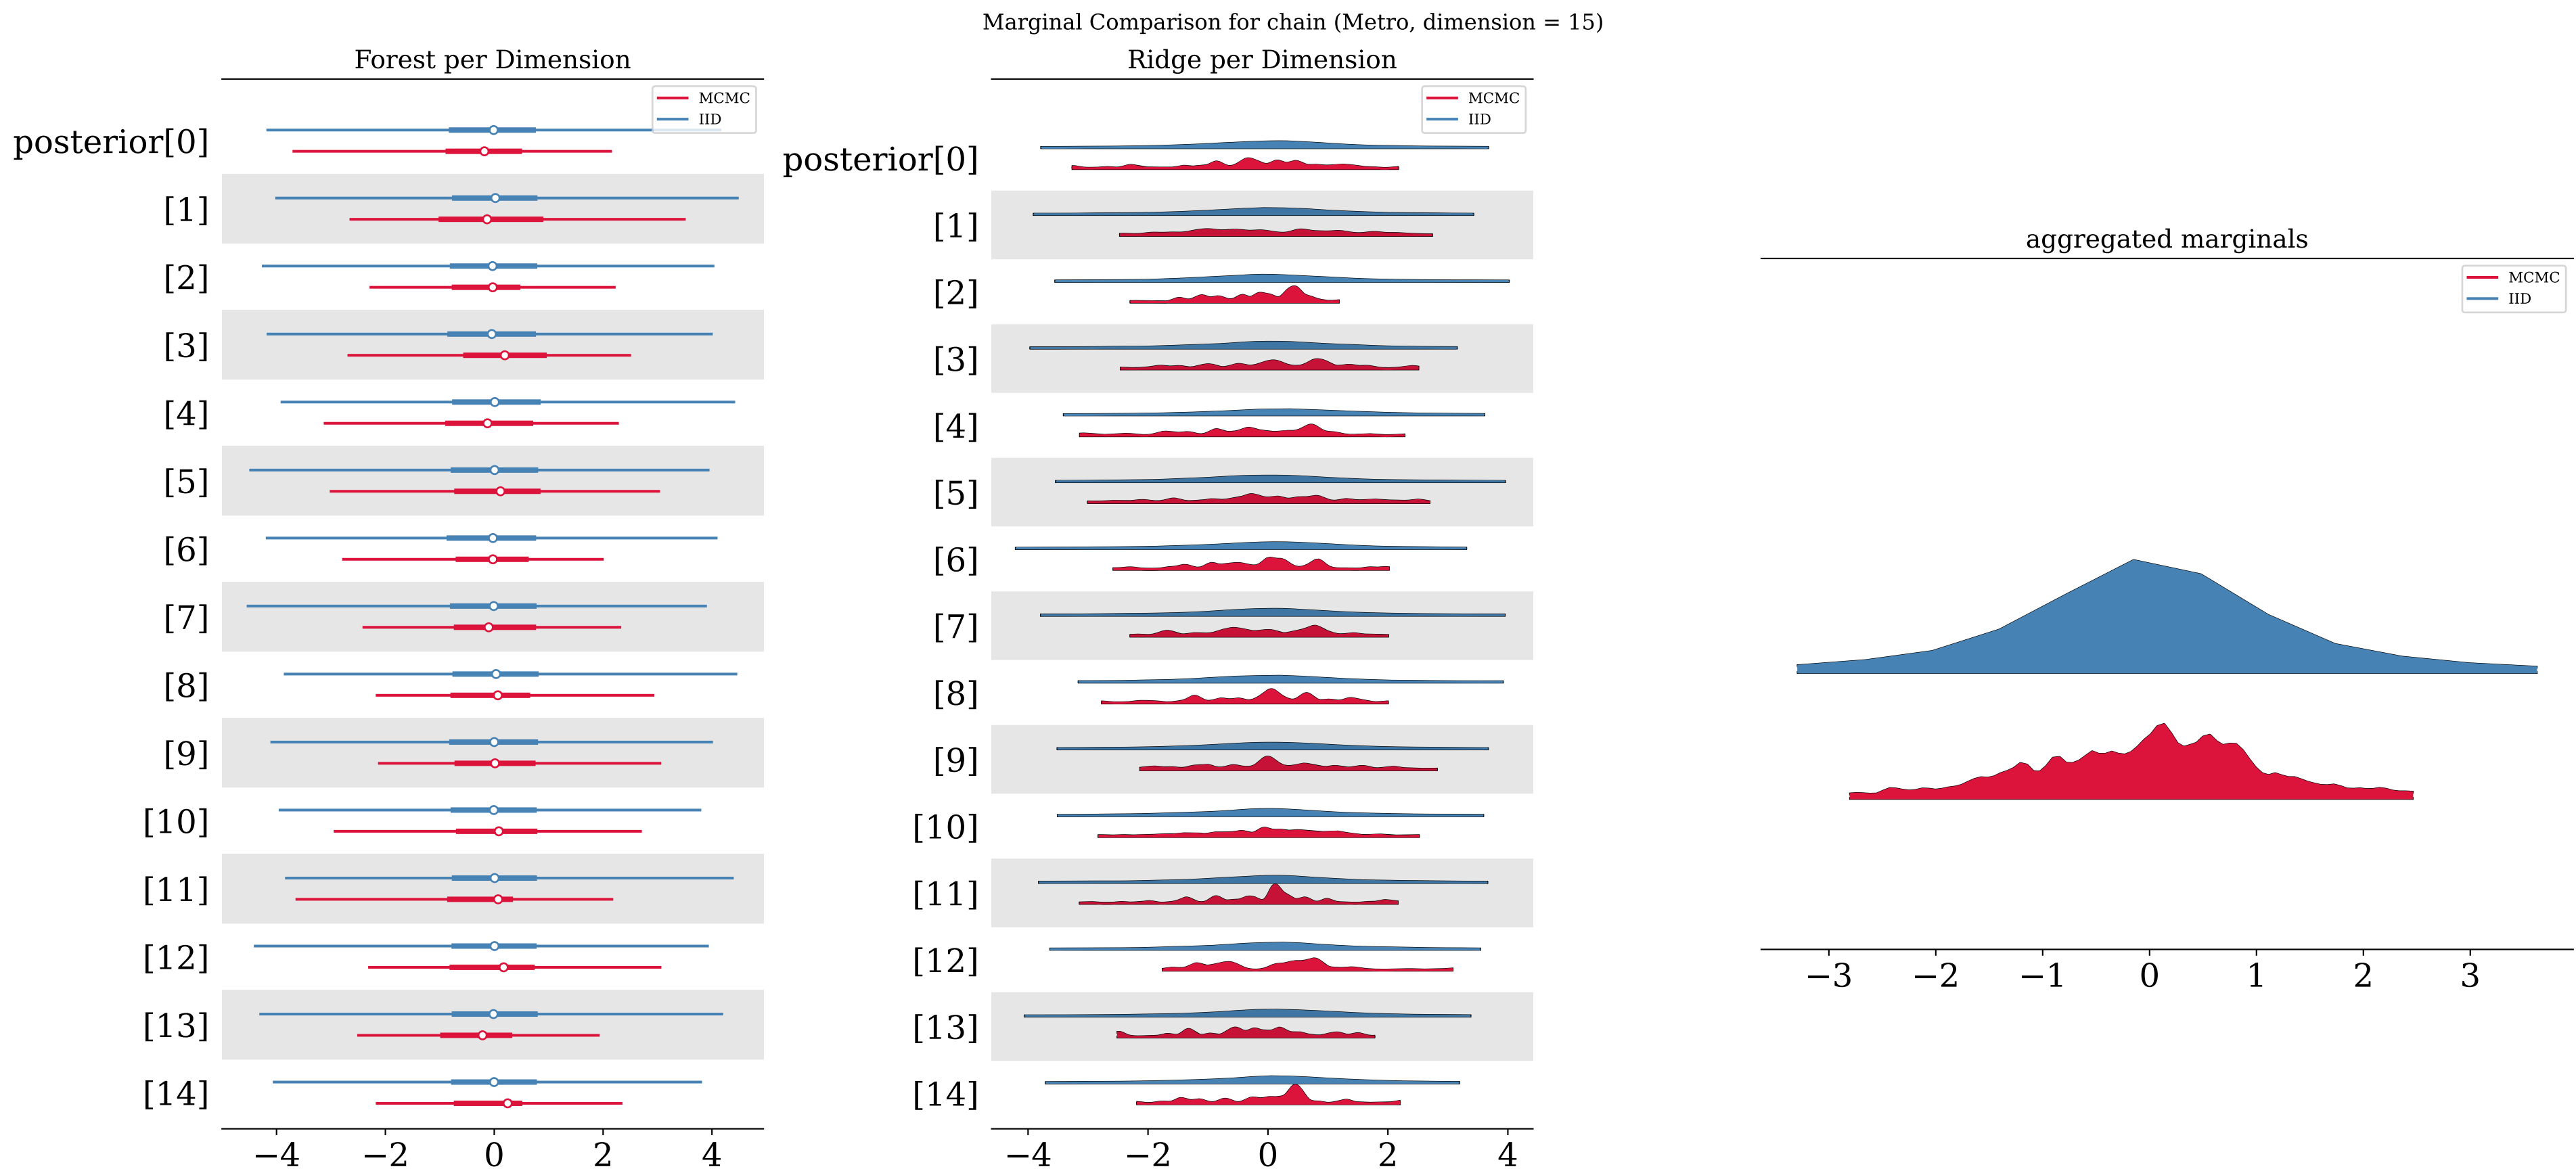 Marginal Comparison for chain (Metro, dimension = 15)
Forest per Dimension
MCMC
IID
posterior[0]
[1]
[2]
[3]
[4]
[5]
[6]
[7]
[8]
[9]
[10]
[11]
[12]
[13]
[14]
−4 −2 0 2 4
Ridge per Dimension
MCMC
IID
posterior[0]
[1]
[2]
[3]
[4]
[5]
[6]
[7]
[8]
[9]
[10]
[11]
[12]
[13]
[14]
−4 −2 0 2 4
aggregated marginals
MCMC
IID
−3 −2 −1 0 1 2 3